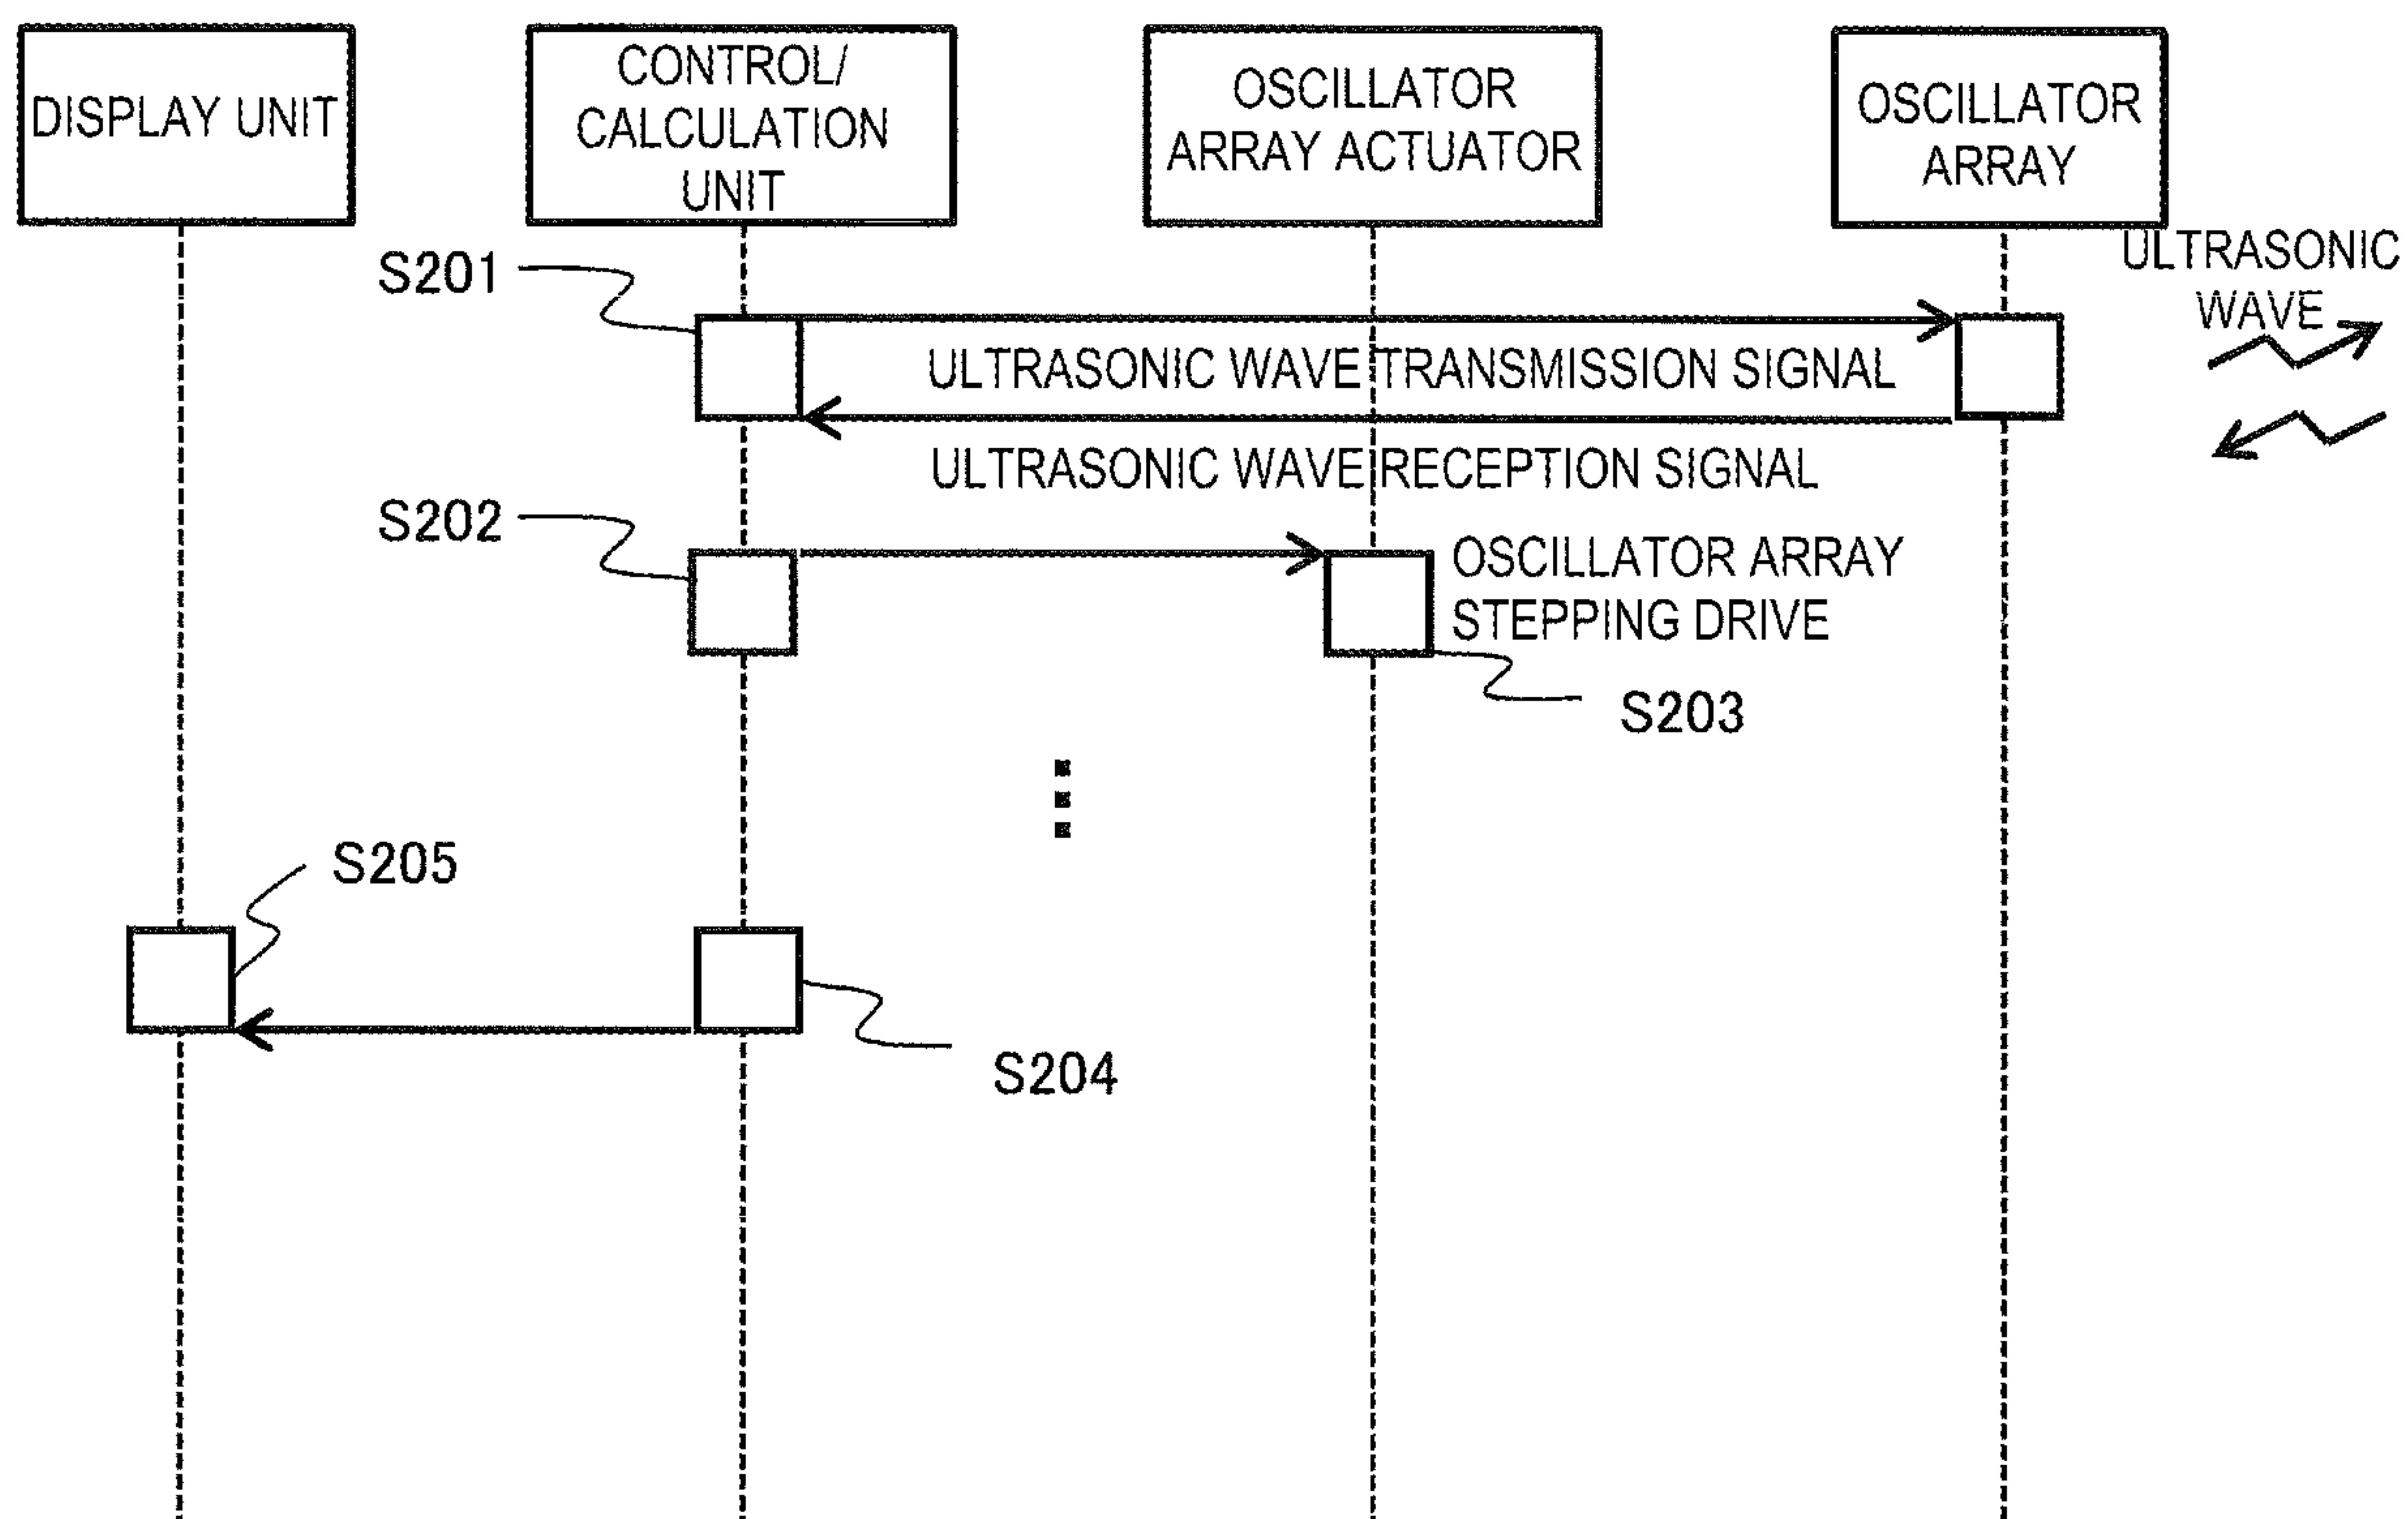 DISPLAY UNIT
CONTROL/
CALCULATION
UNIT
OSCILLATOR
ARRAY ACTUATOR
OSCILLATOR
ARRAY
ULTRASONIC
WAVE
S201
ULTRASONIC WAVE TRANSMISSION SIGNAL
ULTRASONIC WAVE RECEPTION SIGNAL
S202
OSCILLATOR ARRAY
STEPPING DRIVE
S203
S205
S204